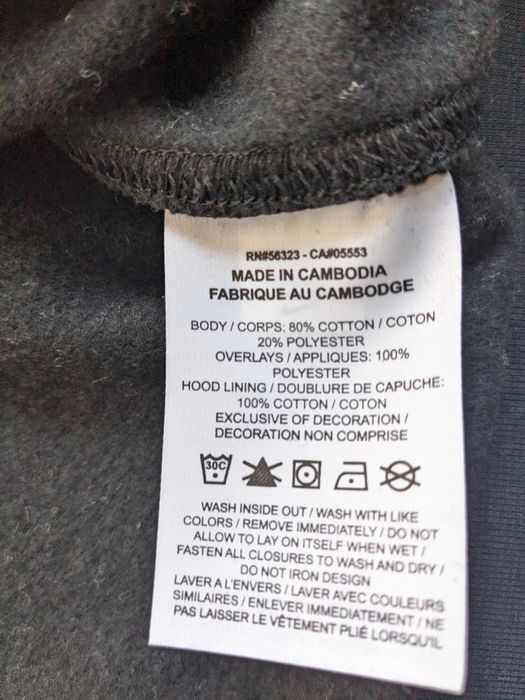 RN#56323 - CA#05553
MADE IN CAMBODIA
FABRIQUE AU CAMBODGE
BODY / CORPS: 80% COTTON / COTON
20% POLYESTER
OVERLAYS / APPLIQUES: 100%
POLYESTER
HOOD LINING / DOUBLURE DE CAPUCHE:
100% COTTON / COTON
EXCLUSIVE OF DECORATION /
DECORATION NON COMPRISE
30C
WASH INSIDE OUT / WASH WITH LIKE
COLORS / REMOVE IMMEDIATELY / DO NOT
ALLOW TO LAY ON ITSELF WHEN WET /
FASTEN ALL CLOSURES TO WASH AND DRY /
DO NOT IRON DESIGN
LAVER A L'ENVERS / LAVER AVEC COULEURS
SIMILAIRES / ENLEVER IMMEDIATEMENT / NE
PAS LAISSER LE VÊTEMENT PLIÉ LORSQU'IL